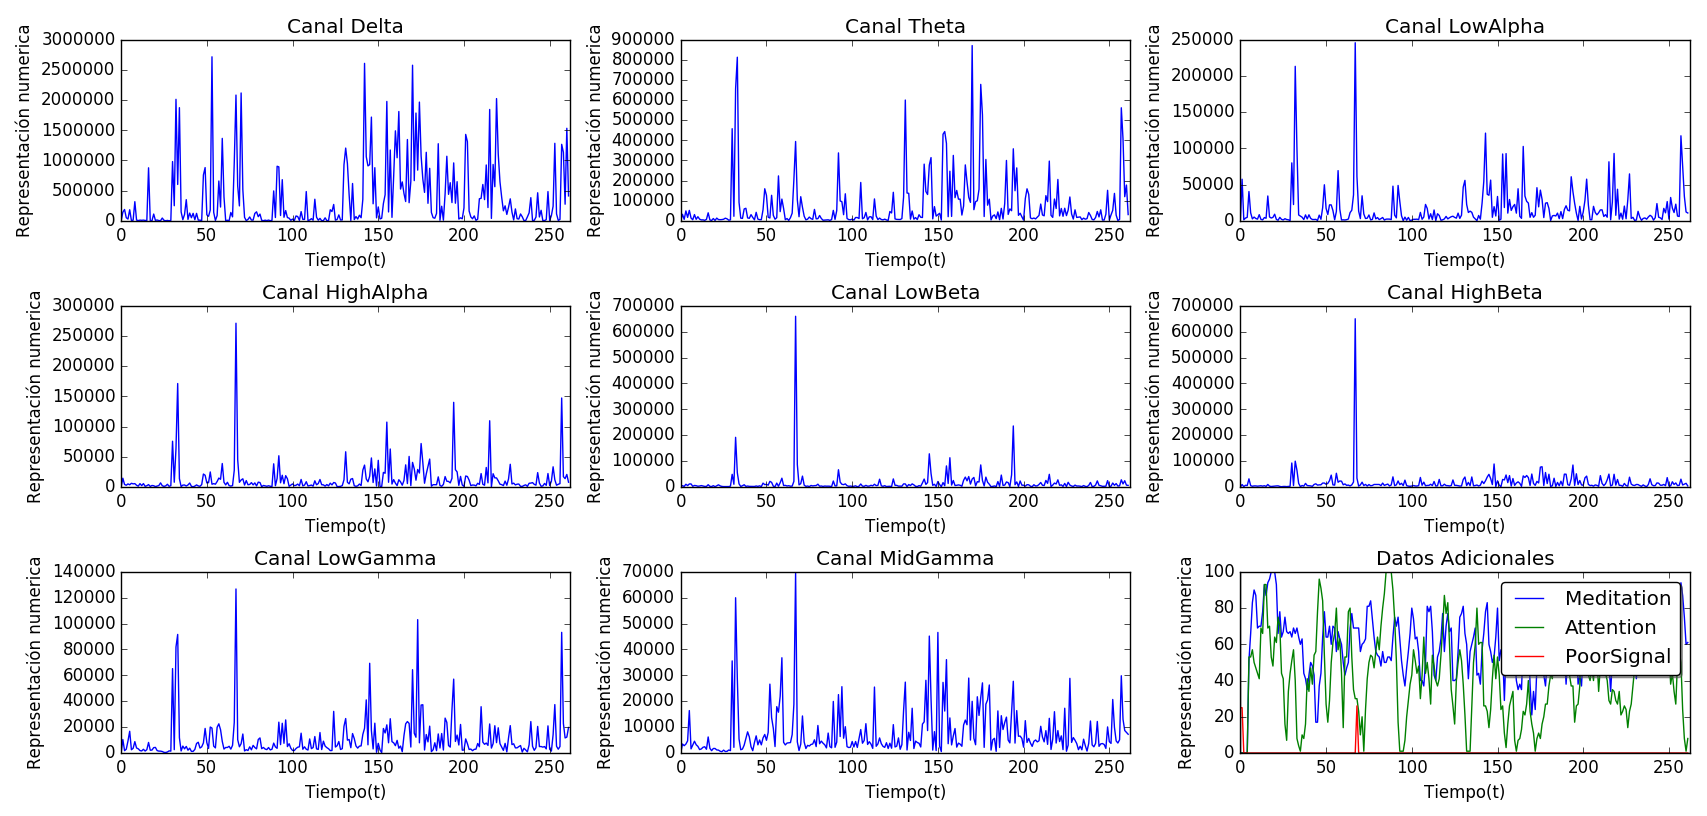 Canal Delta
Representación numerica
3000000
2500000
2000000
1500000
1000000
500000
0
0 50 100 150 200 250
Tiempo(t)
Canal Theta
Representación numerica
900000
800000
700000
600000
500000
400000
300000
200000
100000
0
0 50 100 150 200 250
Tiempo(t)
Canal LowAlpha
Representación numerica
250000
200000
150000
100000
50000
0
0 50 100 150 200 250
Tiempo(t)
Canal HighAlpha
Representación numerica
300000
250000
200000
150000
100000
50000
0
0 50 100 150 200 250
Tiempo(t)
Canal LowBeta
Representación numerica
700000
600000
500000
400000
300000
200000
100000
0
0 50 100 150 200 250
Tiempo(t)
Canal HighBeta
Representación numerica
700000
600000
500000
400000
300000
200000
100000
0
0 50 100 150 200 250
Tiempo(t)
Canal LowGamma
Representación numerica
140000
120000
100000
80000
60000
40000
20000
0
0 50 100 150 200 250
Tiempo(t)
Canal MidGamma
Representación numerica
70000
60000
50000
40000
30000
20000
10000
0
0 50 100 150 200 250
Tiempo(t)
Datos Adicionales
Representación numerica
100
80
60
40
20
0
0 50 100 150 200 250
Tiempo(t)
Meditation
Attention
PoorSignal